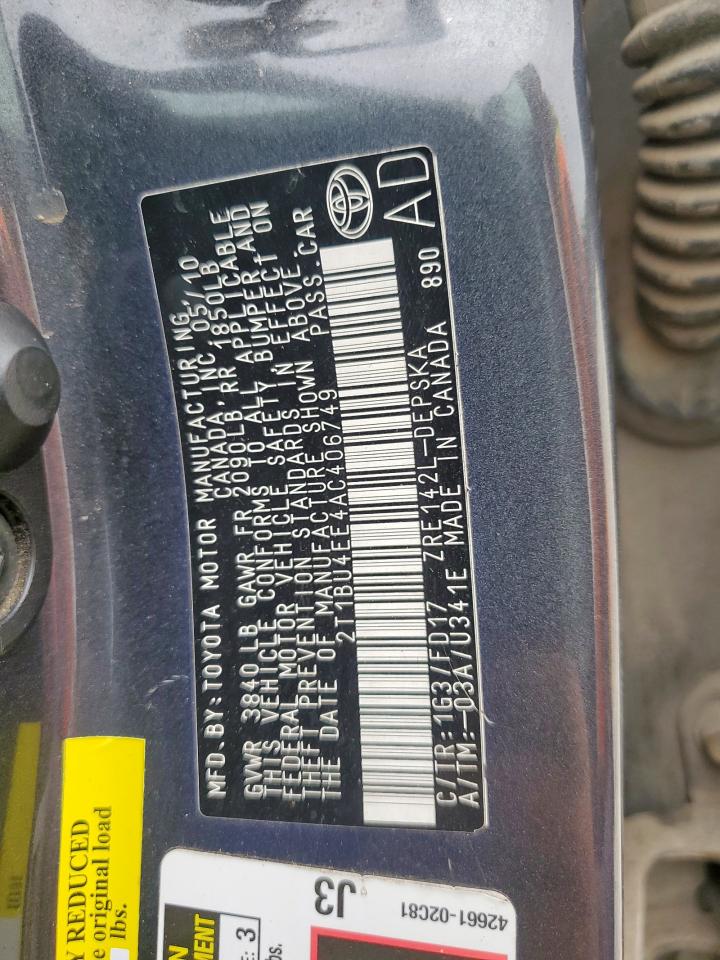 MFD.BY:TOYOTA MOTOR MANUFACTURING,
CANADA,INC. 05/10
GVWR 3840LB GAWR FR 2090LB,RR 1850LB
THIS VEHICLE CONFORMS TO ALL APPLICABLE
FEDERAL MOTOR VEHICLE SAFETY,BUMPER,AND
THEFT PREVENTION STANDARDS IN EFFECT ON
THE DATE OF MANUFACTURE SHOWN ABOVE.
2T1BU4EE4AC406749 PASS.CAR
C/TR:1G3/FD17 ZRE142L-DEPSKA
A/TM:-03A/U341E MADE IN CANADA 890
AD
Y REDUCED
e original load
lbs.
J3
42661-02C81
3